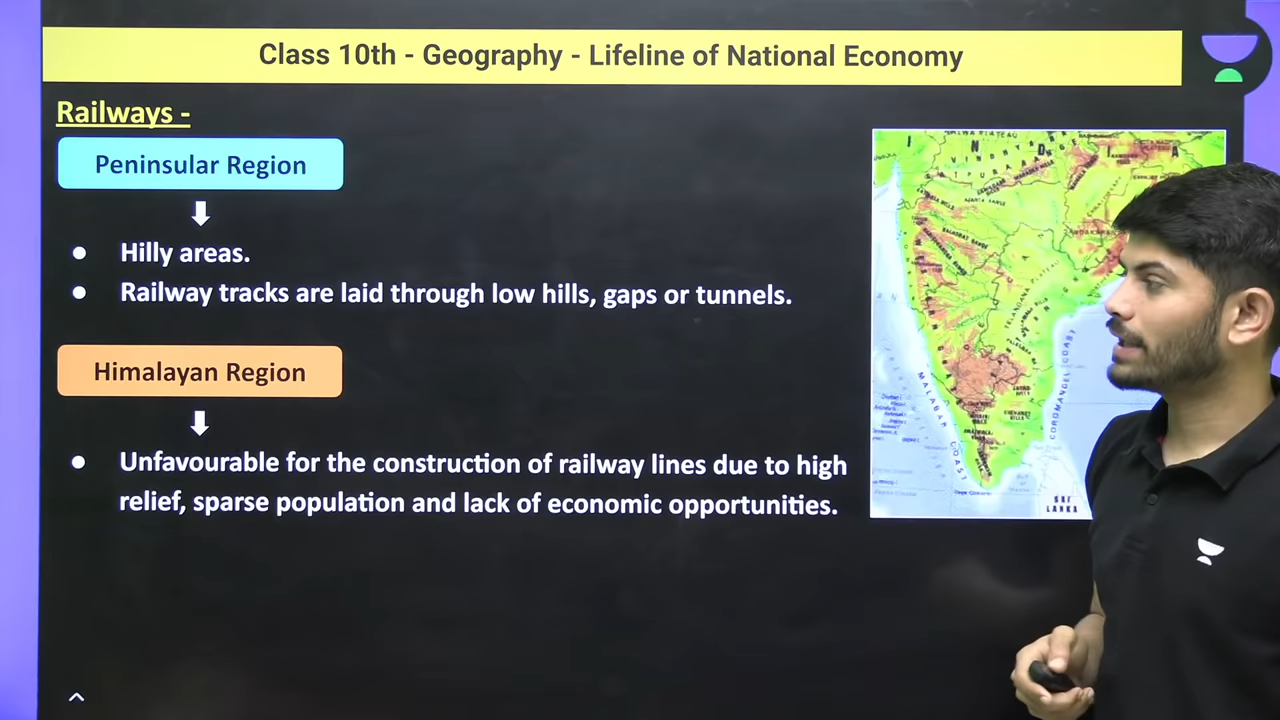 Class 10th - Geography - Lifeline of National Economy
Railways -
Peninsular Region
Hilly areas.
Railway tracks are laid through low hills, gaps or tunnels.
Himalayan Region
Unfavourable for the construction of railway lines due to high
relief, sparse population and lack of economic opportunities.
I N D I A
MALABAR COAST
COROMANDEL COAST
SRI
LANKA